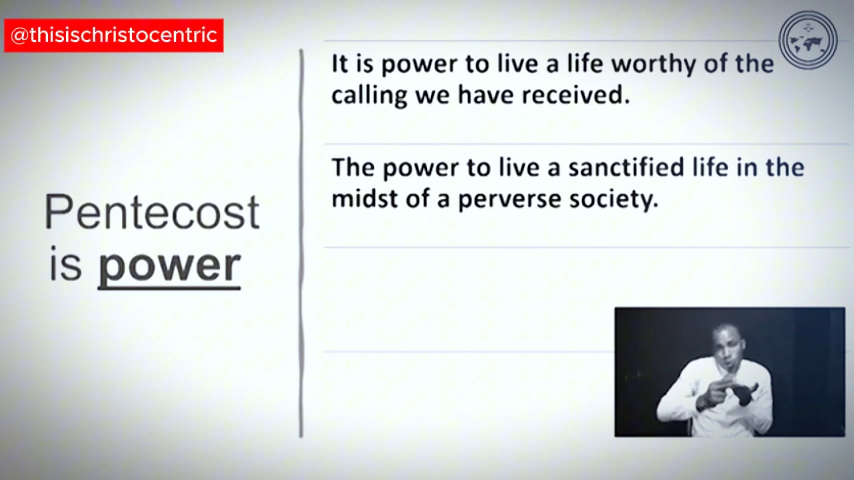 @thisischristocentric
It is power to live a life worthy of the
calling we have received.
The power to live a sanctified life in the
midst of a perverse society.
Pentecost
is power